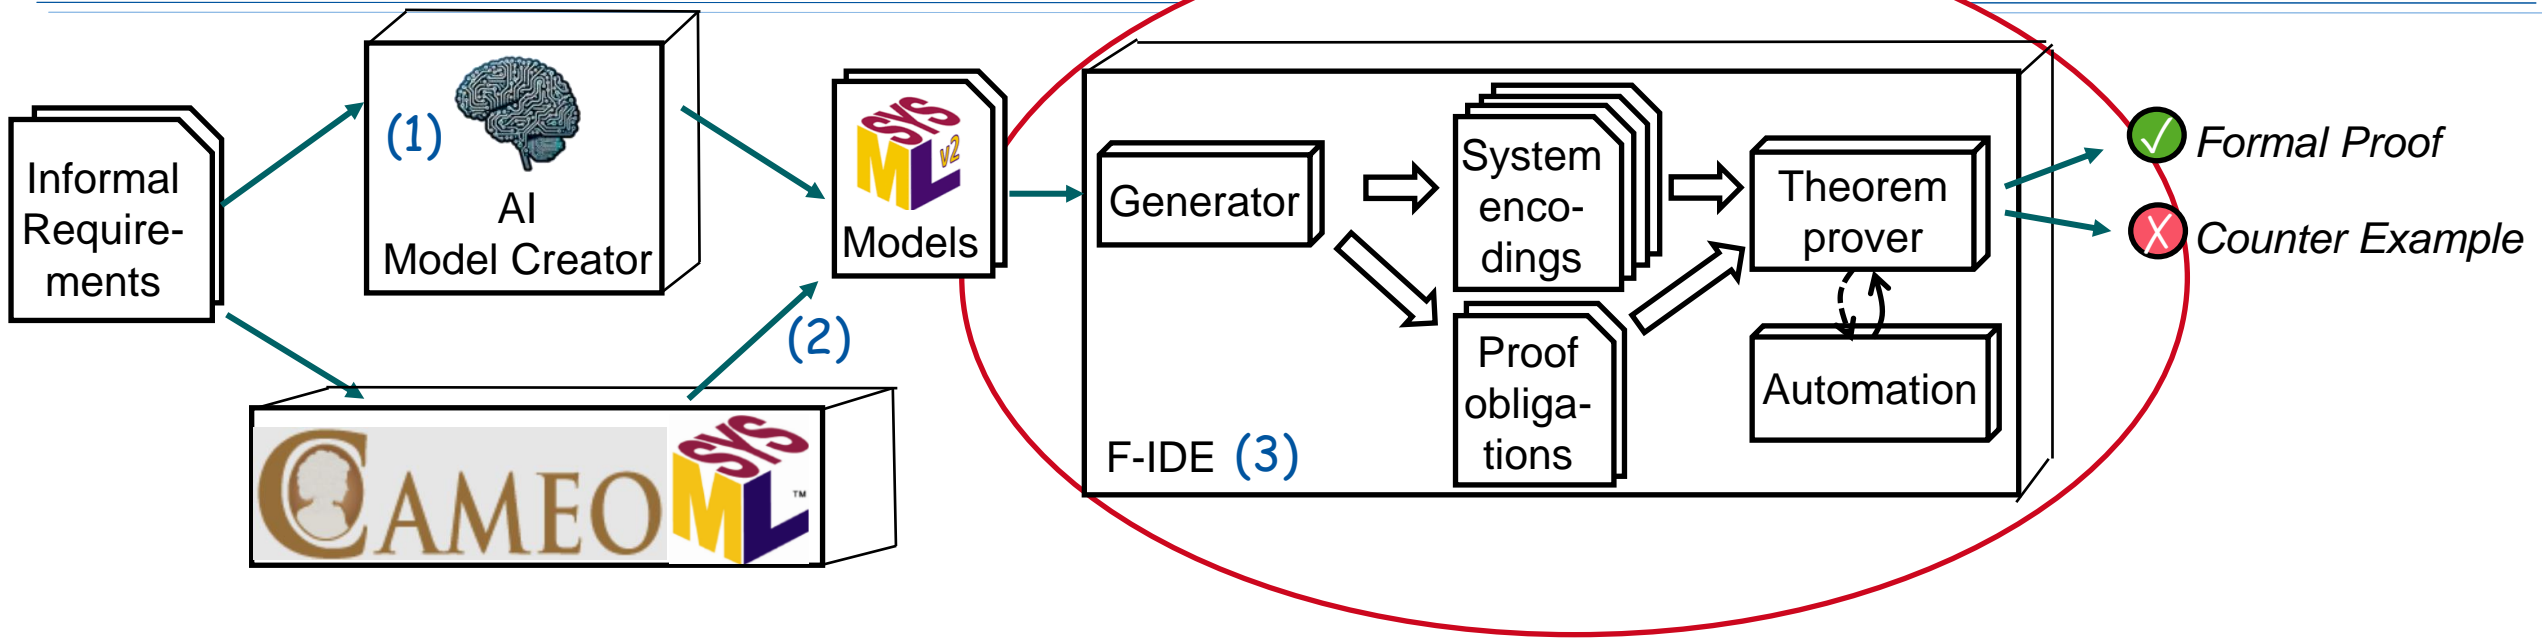 Informal
Require-
ments
(1)
AI
Model Creator
SYS
ML
v2
Models
(2)
CAMEO
SYS
ML
TM
Generator
System
enco-
dings
Proof
obliga-
tions
Theorem
prover
Automation
F-IDE (3)
Formal Proof
Counter Example